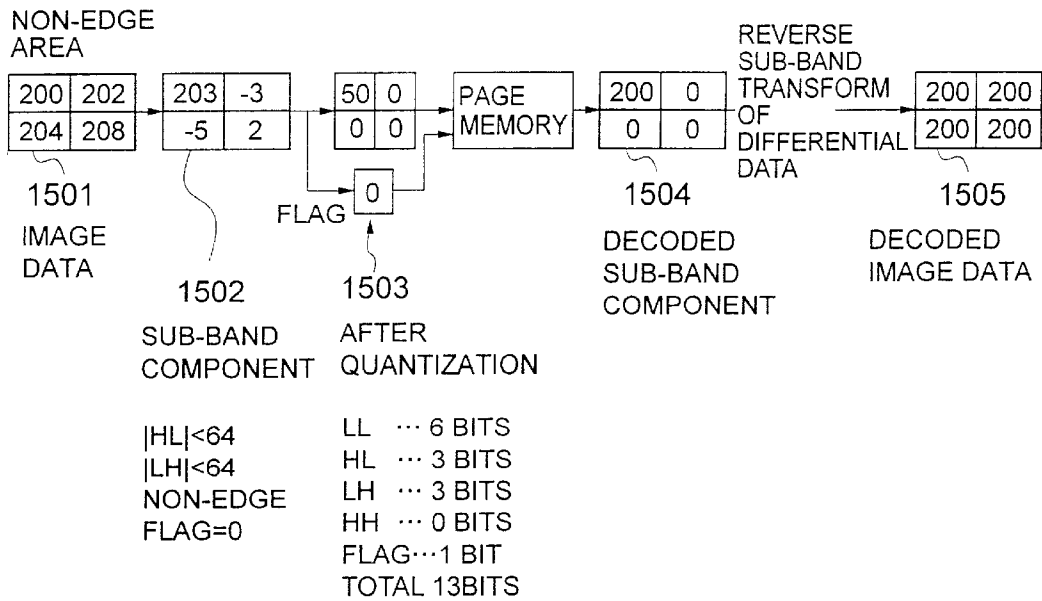 NON-EDGE
AREA
200 202
204 208
1501
IMAGE
DATA
203 -3
-5 2
1502
SUB-BAND
COMPONENT
|HL|<64
|LH|<64
NON-EDGE
FLAG=0
50 0
0 0
FLAG 0
1503
AFTER
QUANTIZATION
LL ··· 6 BITS
HL ··· 3 BITS
LH ··· 3 BITS
HH ··· 0 BITS
FLAG···1 BIT
TOTAL 13BITS
PAGE
MEMORY
200 0
0 0
1504
DECODED
SUB-BAND
COMPONENT
REVERSE
SUB-BAND
TRANSFORM
OF
DIFFERENTIAL
DATA
200 200
200 200
1505
DECODED
IMAGE DATA